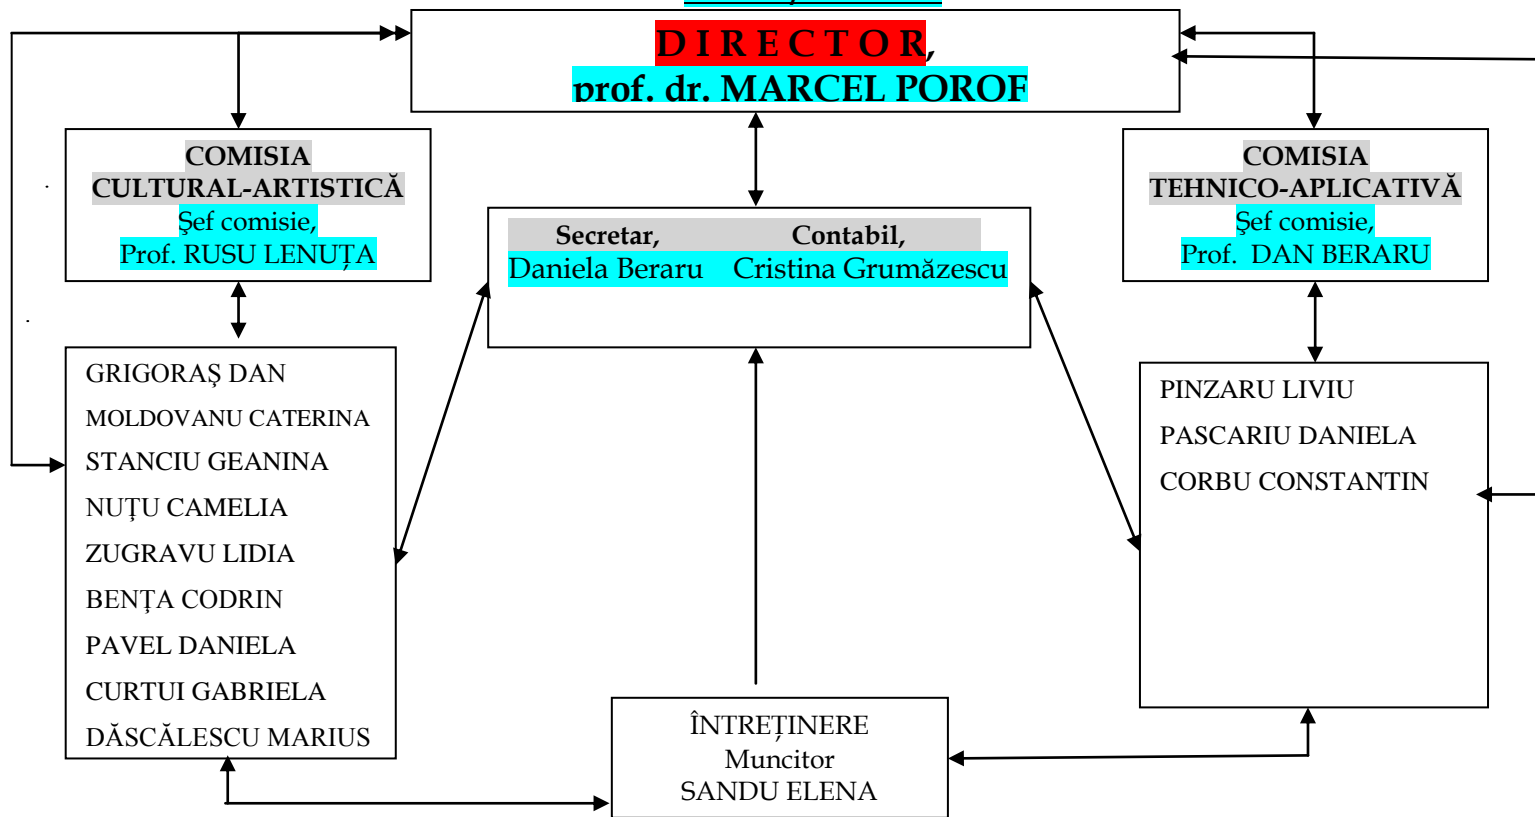 D I R E C T O R,
prof. dr. MARCEL POROF
COMISIA
CULTURAL-ARTISTICĂ
Şef comisie,
Prof. RUSU LENUȚA
COMISIA
TEHNICO-APLICATIVĂ
Şef comisie,
Prof. DAN BERARU
Secretar, Contabil,
Daniela Beraru Cristina Grumăzescu
GRIGORAŞ DAN
MOLDOVANU CATERINA
STANCIU GEANINA
NUŢU CAMELIA
ZUGRAVU LIDIA
BENŢA CODRIN
PAVEL DANIELA
CURTUI GABRIELA
DĂSCĂLESCU MARIUS
PINZARU LIVIU
PASCARIU DANIELA
CORBU CONSTANTIN
ÎNTREȚINERE
Muncitor
SANDU ELENA